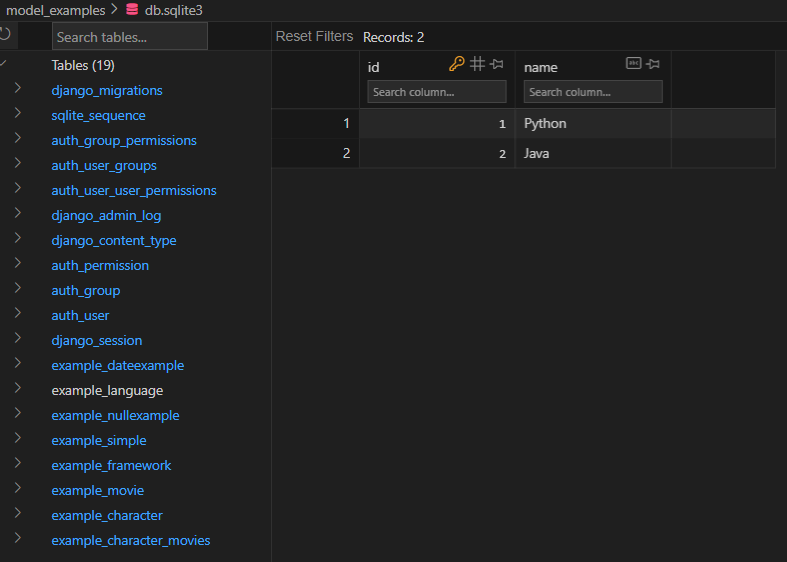 model_examples > db.sqlite3
Search tables...
Reset Filters Records: 2
Tables (19)
django_migrations
sqlite_sequence
auth_group_permissions
auth_user_groups
auth_user_user_permissions
django_admin_log
django_content_type
auth_permission
auth_group
auth_user
django_session
example_dateexample
example_language
example_nullexample
example_simple
example_framework
example_movie
example_character
example_character_movies
id name
Search column... Search column...
1 1 Python
2 2 Java